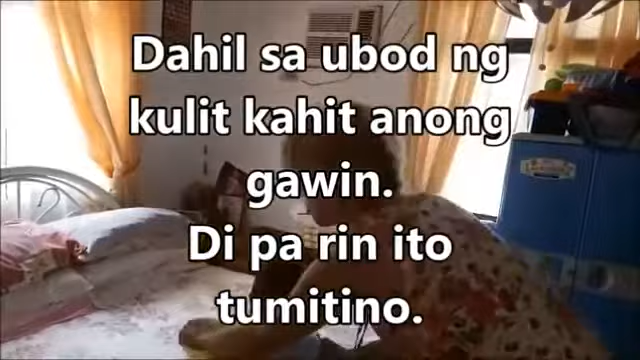 Dahil sa ubod ng
kulit kahit anong
gawin.
Di pa rin ito
tumitino.